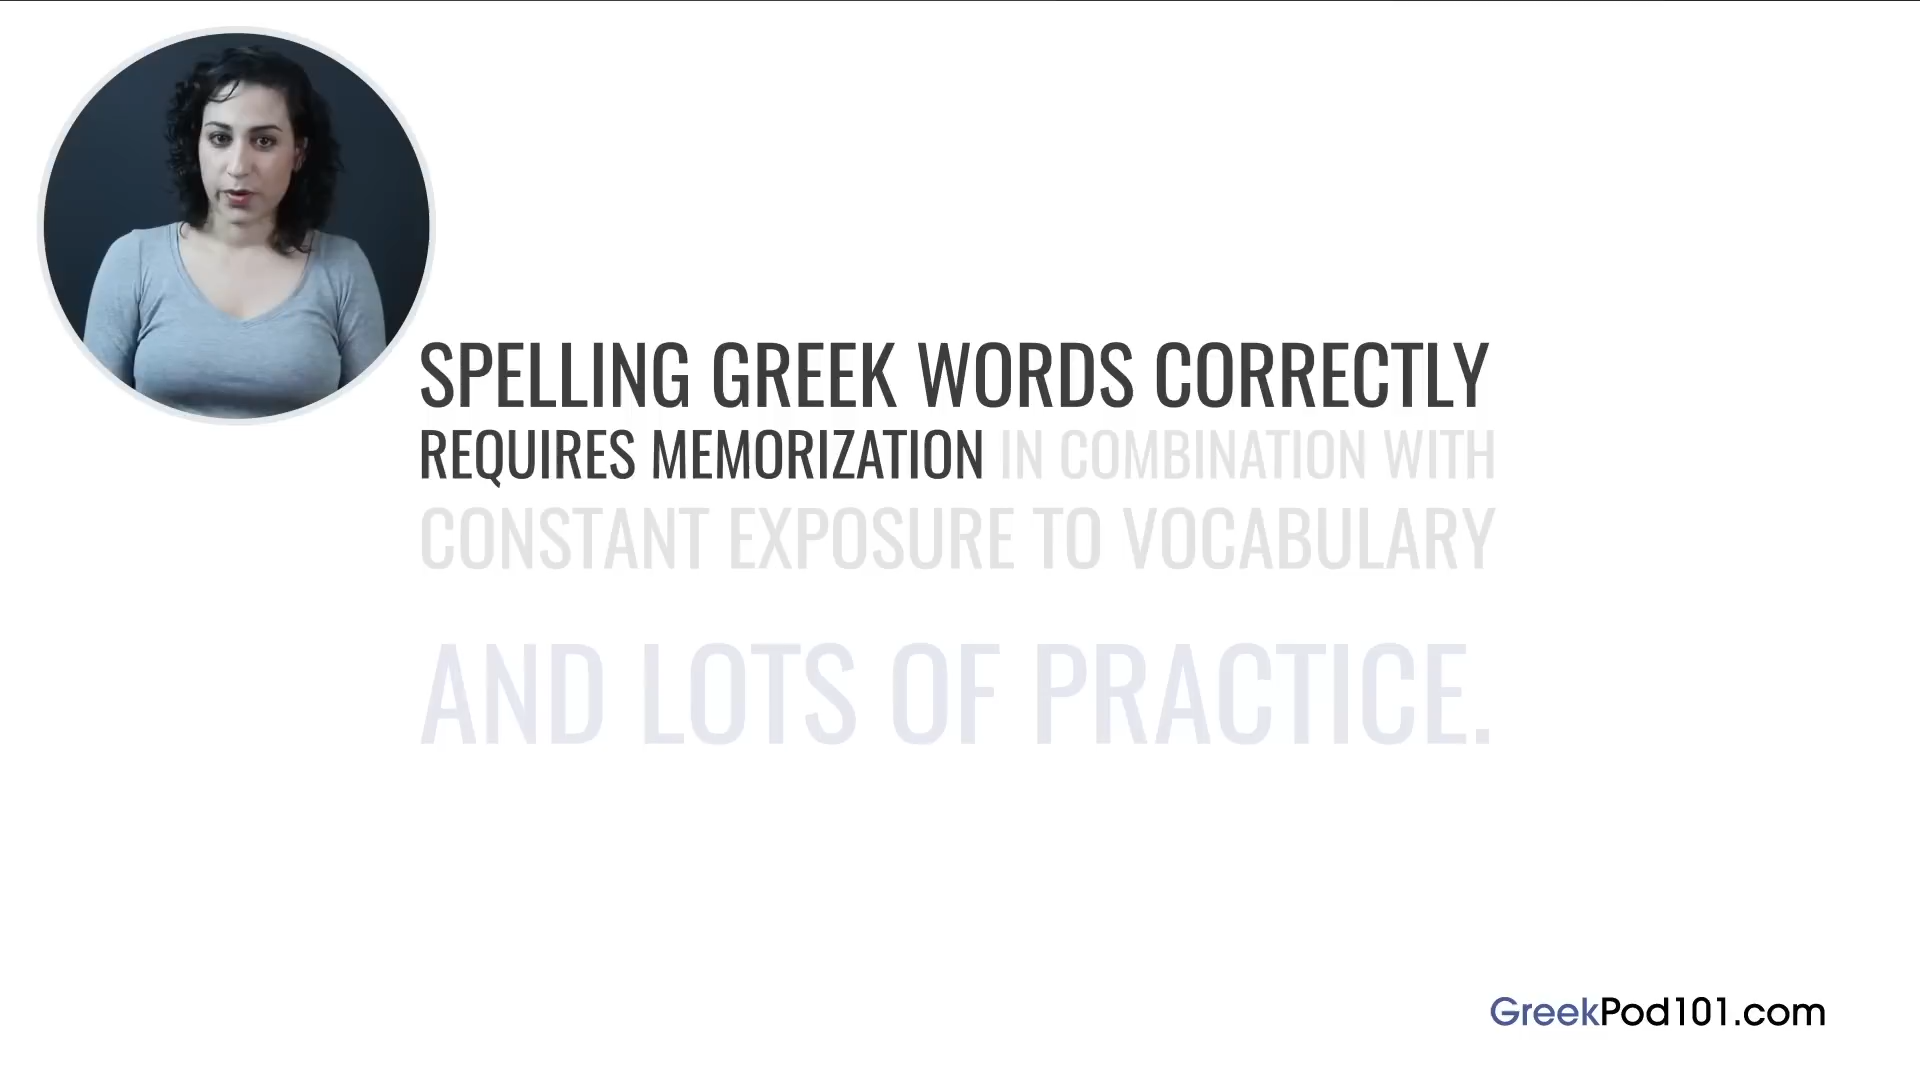 SPELLING GREEK WORDS CORRECTLY
REQUIRES MEMORIZATION IN COMBINATION WITH
CONSTANT EXPOSURE TO VOCABULARY
AND LOTS OF PRACTICE.
GreekPod101.com